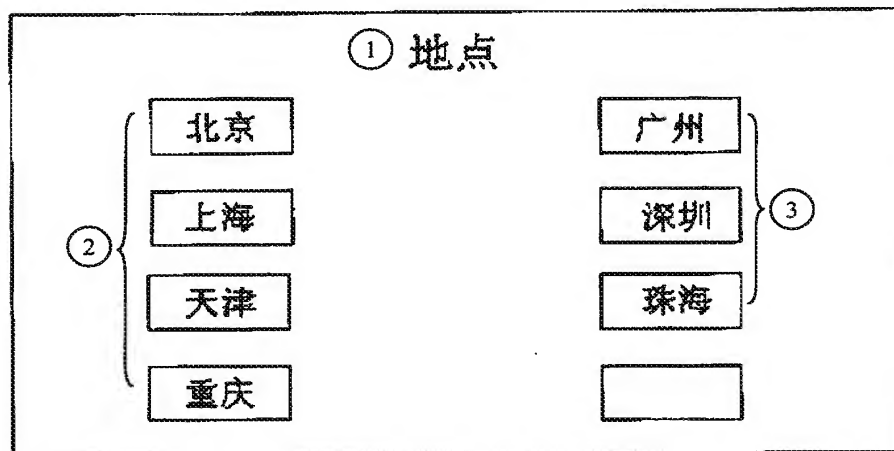 ① 地点
北京
上海
天津
重庆
②
广州
深圳
珠海
③